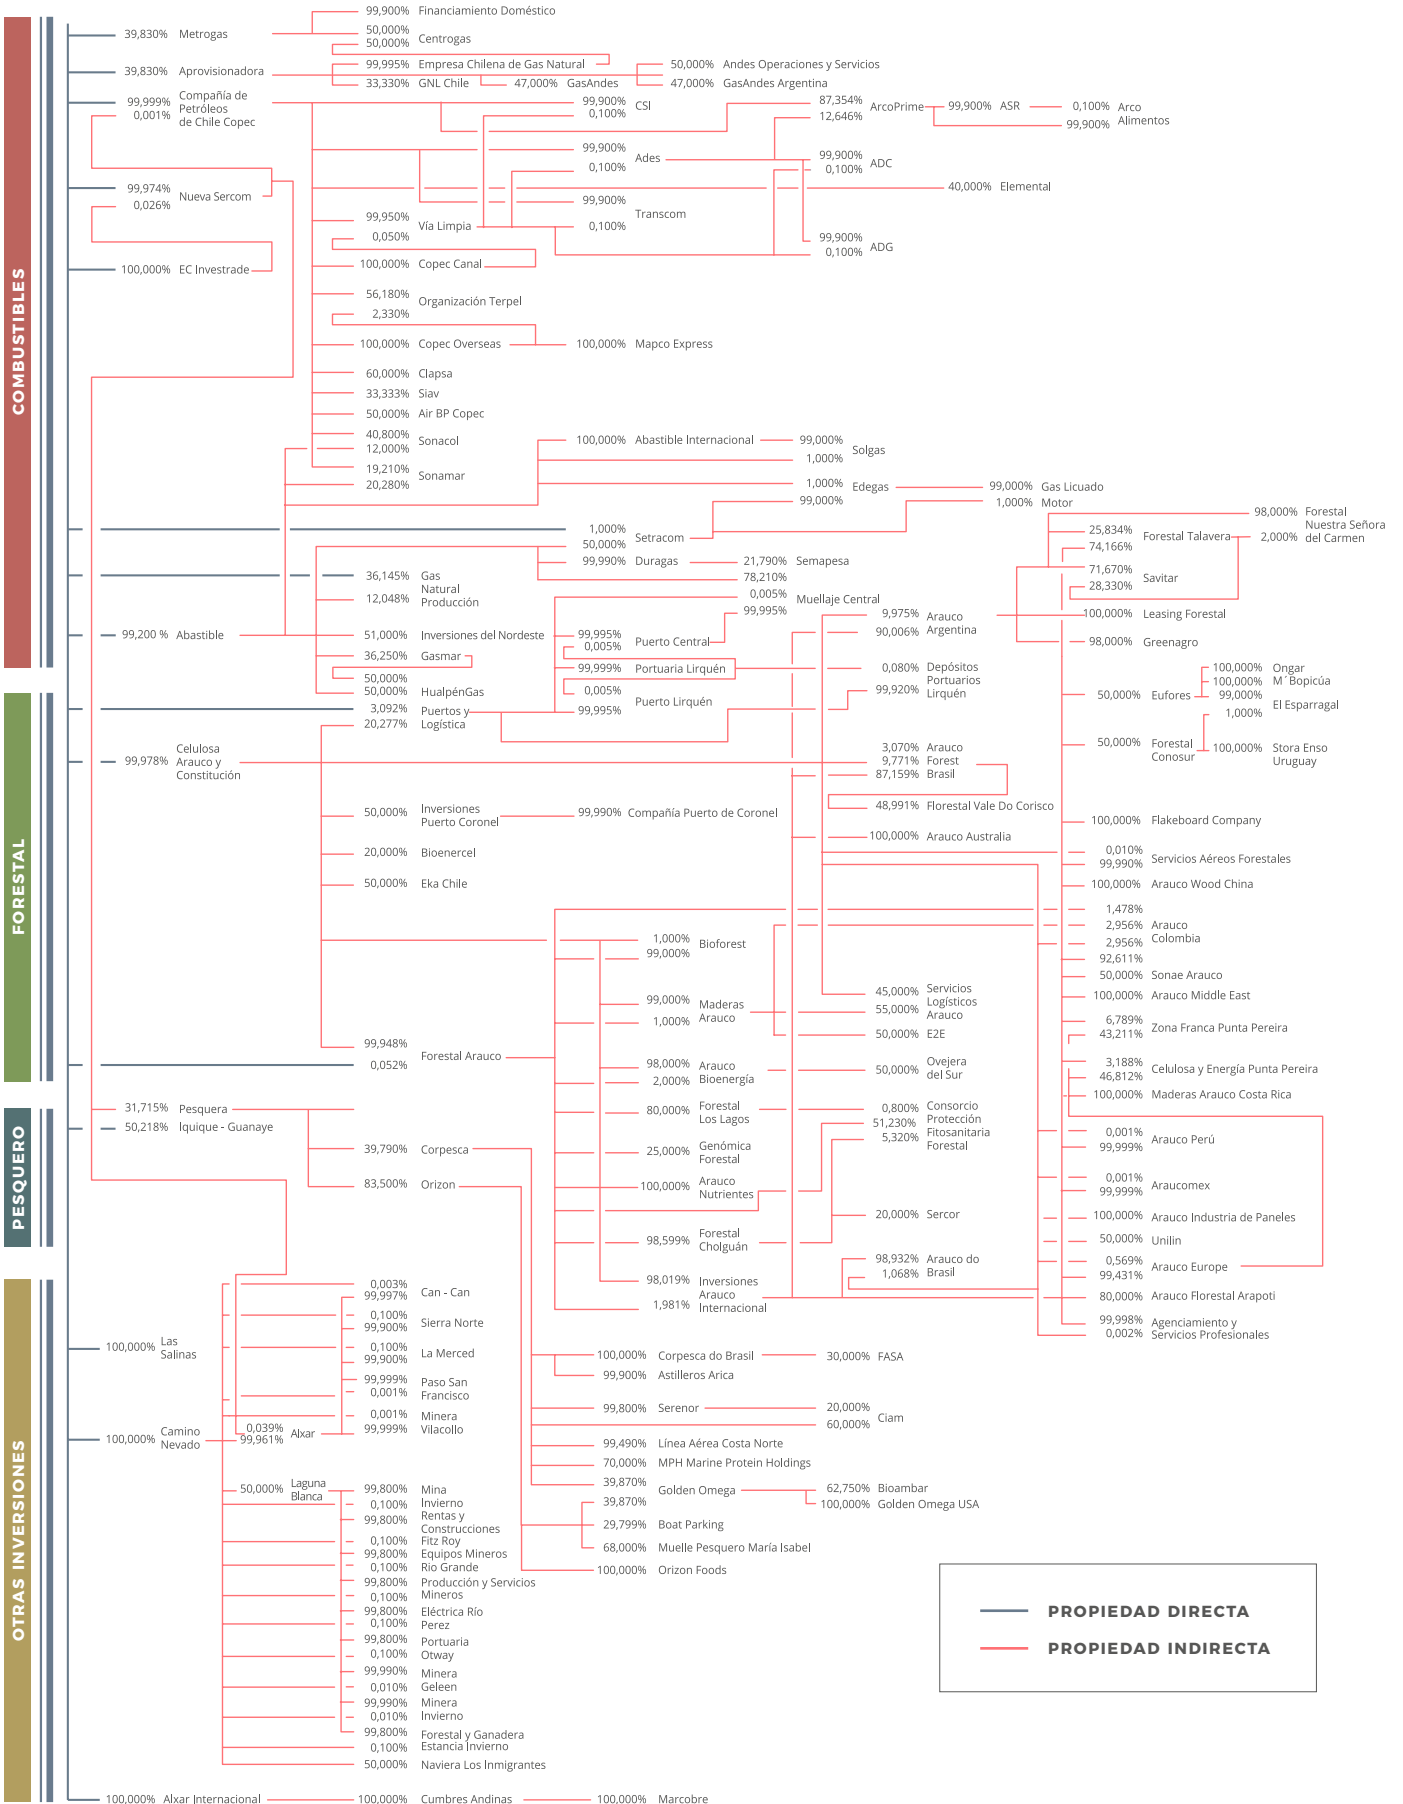 COMBUSTIBLES
39,830% Metrogas
99,900% Financiamiento Doméstico
50,000%
50,000%
Centrogas
39,830% Aprovisionadora
99,995% Empresa Chilena de Gas Natural
33,330% GNL Chile
47,000% GasAndes
50,000% Andes Operaciones y Servicios
47,000% GasAndes Argentina
99,999%
0,001%
Compañía de
Petróleos
de Chile Copec
99,900%
0,100%
CSI
87,354%
12,646%
ArcoPrime
99,900% ASR
0,100%
99,900%
Arco
Alimentos
99,900%
0,100%
Ades
99,900%
0,100%
ADC
99,974%
0,026%
Nueva Sercom
40,000% Elemental
99,900%
0,100%
Transcom
99,950%
0,050%
Vía Limpia
99,900%
0,100%
ADG
100,000% EC Investrade
100,000% Copec Canal
56,180%
2,330%
Organización Terpel
100,000% Copec Overseas
100,000% Mapco Express
60,000% Clapsa
33,333% Siav
50,000% Air BP Copec
40,800%
12,000%
Sonacol
19,210%
20,280%
Sonamar
100,000% Abastible Internacional
99,000%
1,000%
Solgas
1,000%
99,000%
Edegas
99,000%
1,000%
Gas Licuado
Motor
1,000%
50,000%
Setracom
99,990% Duragas
21,790%
78,210%
Semapesa
98,000%
2,000%
Forestal
Nuestra Señora
del Carmen
25,834%
74,166%
Forestal Talavera
71,670%
28,330%
Savitar
36,145%
12,048%
Gas
Natural
Producción
0,005%
99,995%
Muellaje Central
9,975%
90,006%
Arauco
Argentina
100,000% Leasing Forestal
98,000% Greenagro
99,200 % Abastible
51,000% Inversiones del Nordeste
99,995%
0,005%
Puerto Central
36,250%
50,000%
Gasmar
99,999% Portuaria Lirquén
0,080%
99,920%
Depósitos
Portuarios
Lirquén
50,000% HualpénGas
0,005%
99,995%
Puerto Lirquén
FORESTAL
3,092%
20,277%
Puertos y
Logística
50,000% Eufores
100,000% Ongar
100,000% M´Bopicúa
99,000%
1,000%
El Esparragal
50,000% Forestal
Conosur
100,000% Stora Enso
Uruguay
99,978%
Celulosa
Arauco y
Constitución
3,070%
9,771%
87,159%
Arauco
Forest
Brasil
48,991% Florestal Vale Do Corisco
50,000% Inversiones
Puerto Coronel
99,990% Compañía Puerto de Coronel
100,000% Arauco Australia
100,000% Flakeboard Company
20,000% Bioenercel
0,010%
99,990%
Servicios Aéreos Forestales
50,000% Eka Chile
100,000% Arauco Wood China
1,478%
2,956%
2,956%
92,611%
Arauco
Colombia
1,000%
99,000%
Bioforest
50,000% Sonae Arauco
99,000%
1,000%
Maderas
Arauco
45,000%
55,000%
Servicios
Logísticos
Arauco
100,000% Arauco Middle East
50,000% E2E
6,789%
43,211%
Zona Franca Punta Pereira
99,948%
0,052%
Forestal Arauco
98,000%
2,000%
Arauco
Bioenergía
50,000% Ovejera
del Sur
3,188%
46,812%
Celulosa y Energía Punta Pereira
100,000% Maderas Arauco Costa Rica
80,000% Forestal
Los Lagos
0,800%
51,230%
5,320%
Consorcio
Protección
Fitosanitaria
Forestal
0,001%
99,999%
Arauco Perú
25,000% Genómica
Forestal
100,000% Arauco
Nutrientes
0,001%
99,999%
Araucomex
20,000% Sercor
100,000% Arauco Industria de Paneles
98,599% Forestal
Cholguán
50,000% Unilin
98,932%
1,068%
Arauco do
Brasil
0,569%
99,431%
Arauco Europe
98,019%
1,981%
Inversiones
Arauco
Internacional
80,000% Arauco Florestal Arapoti
99,998%
0,002%
Agenciamiento y
Servicios Profesionales
PESQUERO
31,715%
50,218%
Pesquera
Iquique - Guanaye
39,790% Corpesca
83,500% Orizon
100,000% Corpesca do Brasil
30,000% FASA
99,900% Astilleros Arica
99,800% Serenor
20,000%
60,000%
Ciam
99,490% Línea Aérea Costa Norte
70,000% MPH Marine Protein Holdings
39,870%
39,870%
Golden Omega
62,750% Bioambar
100,000% Golden Omega USA
29,799% Boat Parking
68,000% Muelle Pesquero María Isabel
100,000% Orizon Foods
OTRAS INVERSIONES
100,000% Las
Salinas
100,000% Camino
Nevado
0,039%
99,961%
Alxar
0,003%
99,997%
Can - Can
0,100%
99,900%
Sierra Norte
0,100%
99,900%
La Merced
99,999%
0,001%
Paso San
Francisco
0,001%
99,999%
Minera
Vilacollo
50,000% Laguna
Blanca
99,800%
0,100%
Mina
Invierno
99,800%
0,100%
Rentas y
Construcciones
Fitz Roy
99,800%
0,100%
Equipos Mineros
Rio Grande
99,800%
0,100%
Producción y Servicios
Mineros
99,800%
0,100%
Eléctrica Río
Perez
99,800%
0,100%
Portuaria
Otway
99,990%
0,010%
Minera
Geleen
99,990%
0,010%
Minera
Invierno
99,800%
0,100%
Forestal y Ganadera
Estancia Invierno
50,000% Naviera Los Inmigrantes
100,000% Alxar Internacional
100,000% Cumbres Andinas
100,000% Marcobre
PROPIEDAD DIRECTA
PROPIEDAD INDIRECTA